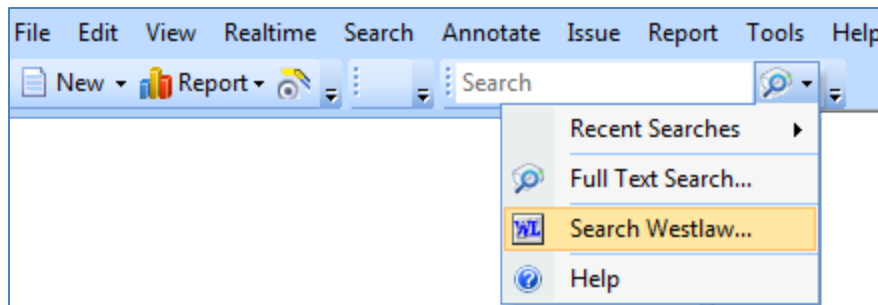 File Edit View Realtime Search Annotate Issue Report Tools Help
New Report Search
Recent Searches
Full Text Search...
WL Search Westlaw...
Help